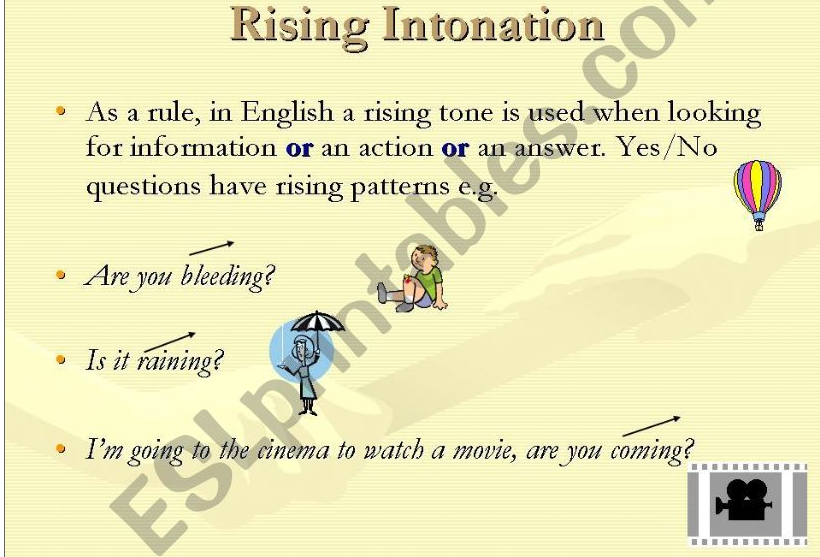 Rising Intonation
• As a rule, in English a rising tone is used when looking
for information or an action or an answer. Yes/No
questions have rising patterns e.g.
• Are you bleeding?
• Is it raining?
• I'm going to the cinema to watch a movie, are you coming?
ESLprintables.com